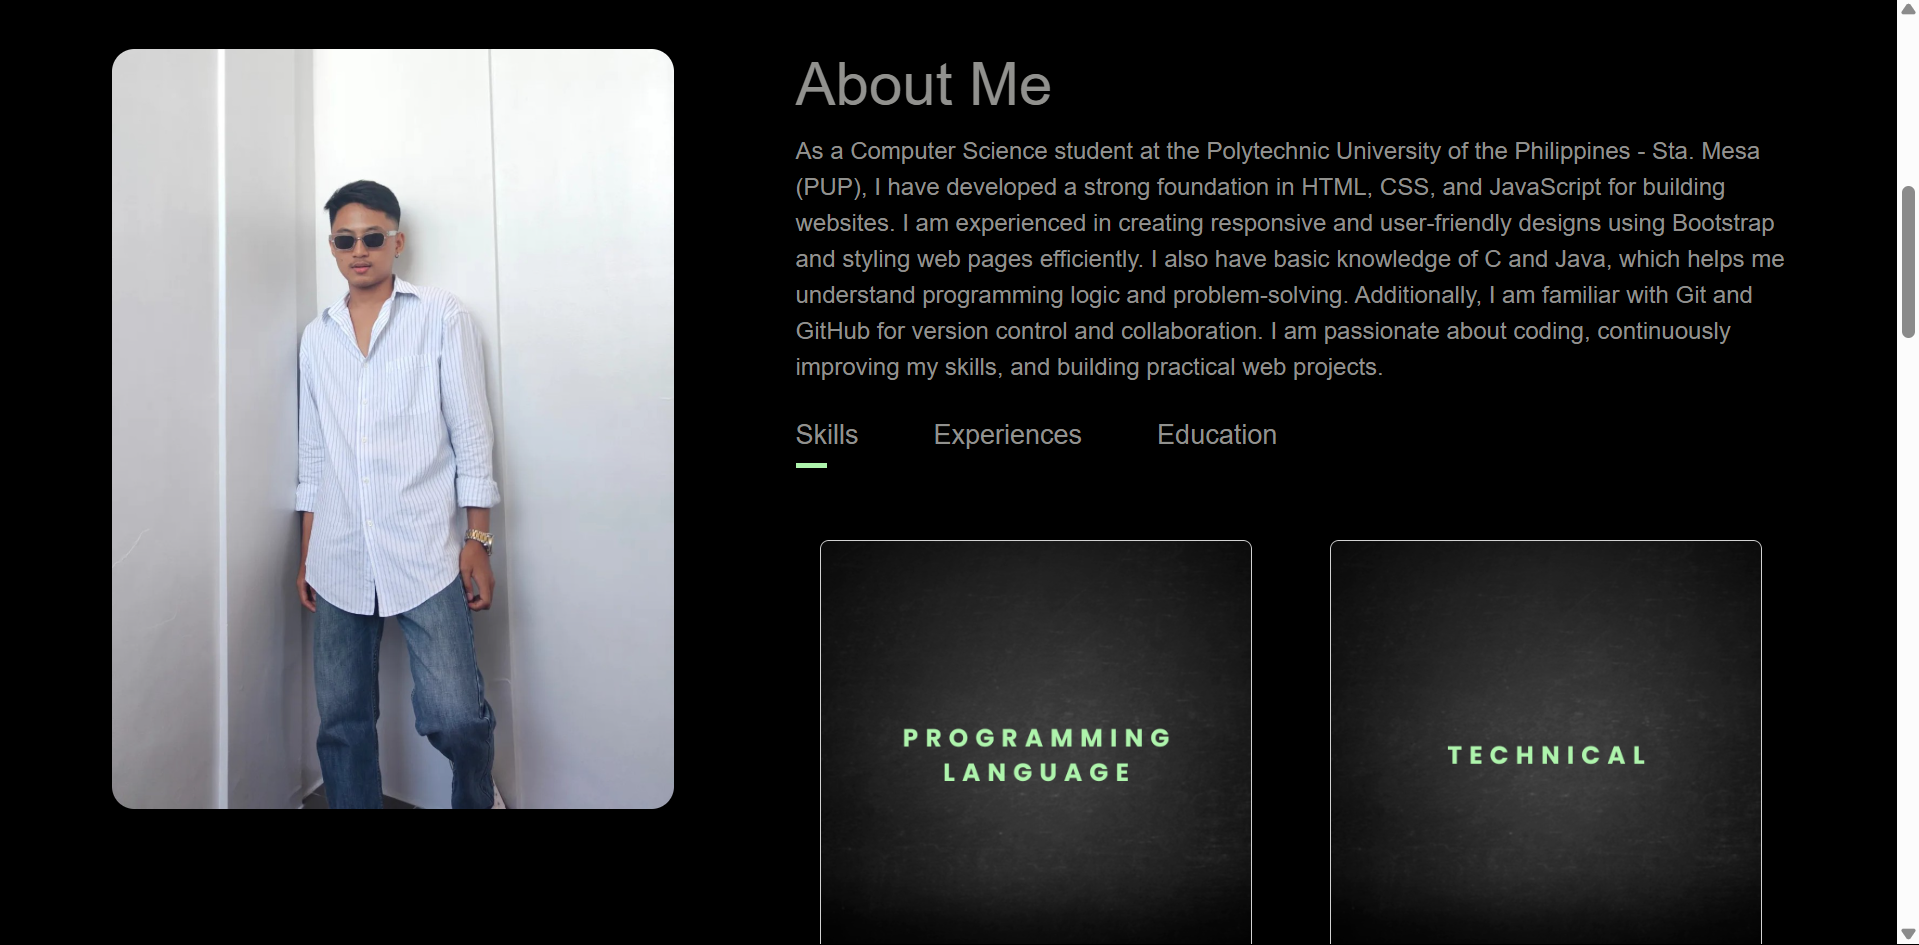 About Me
As a Computer Science student at the Polytechnic University of the Philippines - Sta. Mesa
(PUP), I have developed a strong foundation in HTML, CSS, and JavaScript for building
websites. I am experienced in creating responsive and user-friendly designs using Bootstrap
and styling web pages efficiently. I also have basic knowledge of C and Java, which helps me
understand programming logic and problem-solving. Additionally, I am familiar with Git and
GitHub for version control and collaboration. I am passionate about coding, continuously
improving my skills, and building practical web projects.
Skills Experiences Education
PROGRAMMING
LANGUAGE
TECHNICAL